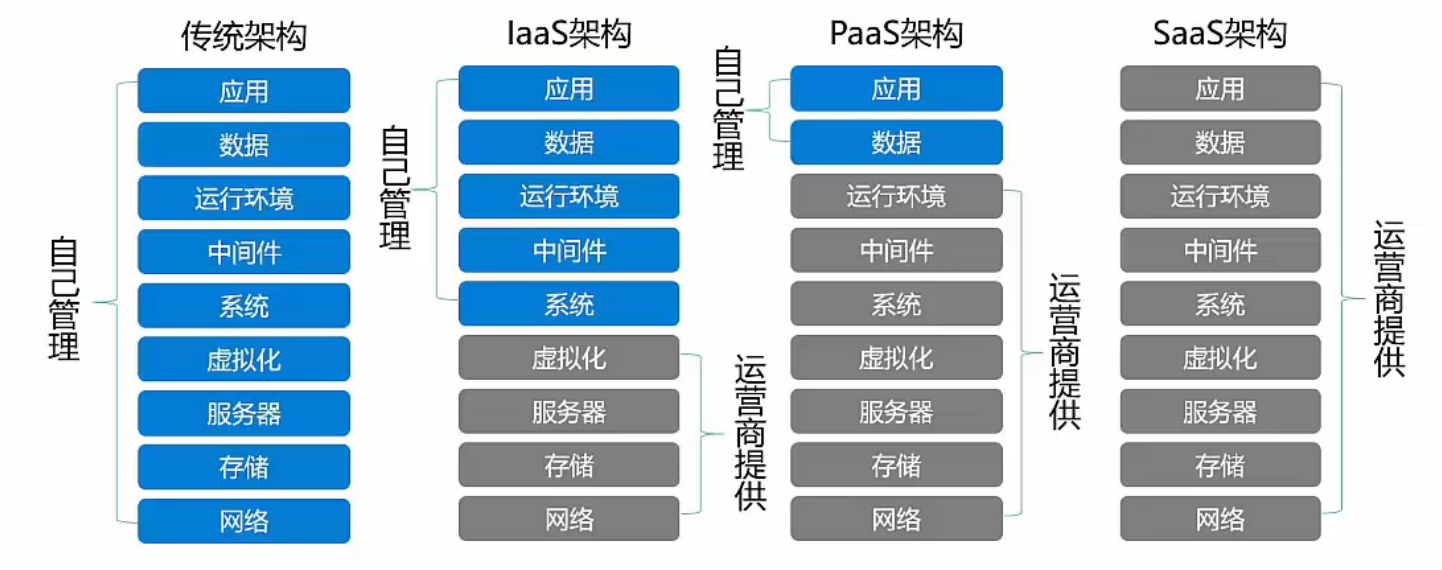 传统架构
自己管理
应用
数据
运行环境
中间件
系统
虚拟化
服务器
存储
网络
IaaS架构
自己管理
应用
数据
运行环境
中间件
系统
虚拟化
服务器
存储
网络
运营商提供
PaaS架构
自己管理
应用
数据
运行环境
中间件
系统
虚拟化
服务器
存储
网络
运营商提供
SaaS架构
应用
数据
运行环境
中间件
系统
虚拟化
服务器
存储
网络
运营商提供